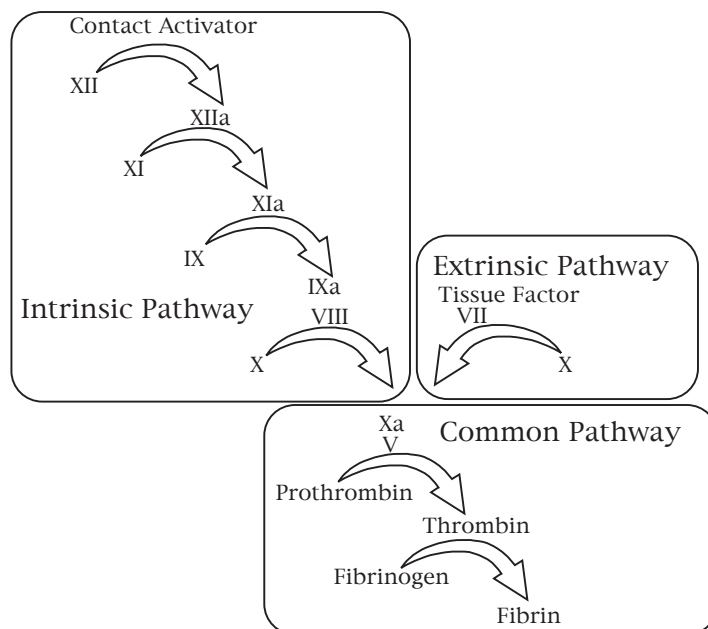 Contact Activator
XII
XIIa
XI
XIa
IX
IXa
Intrinsic Pathway
VIII
X
Extrinsic Pathway
Tissue Factor
VII
X
Xa
Common Pathway
V
Prothrombin
Thrombin
Fibrinogen
Fibrin